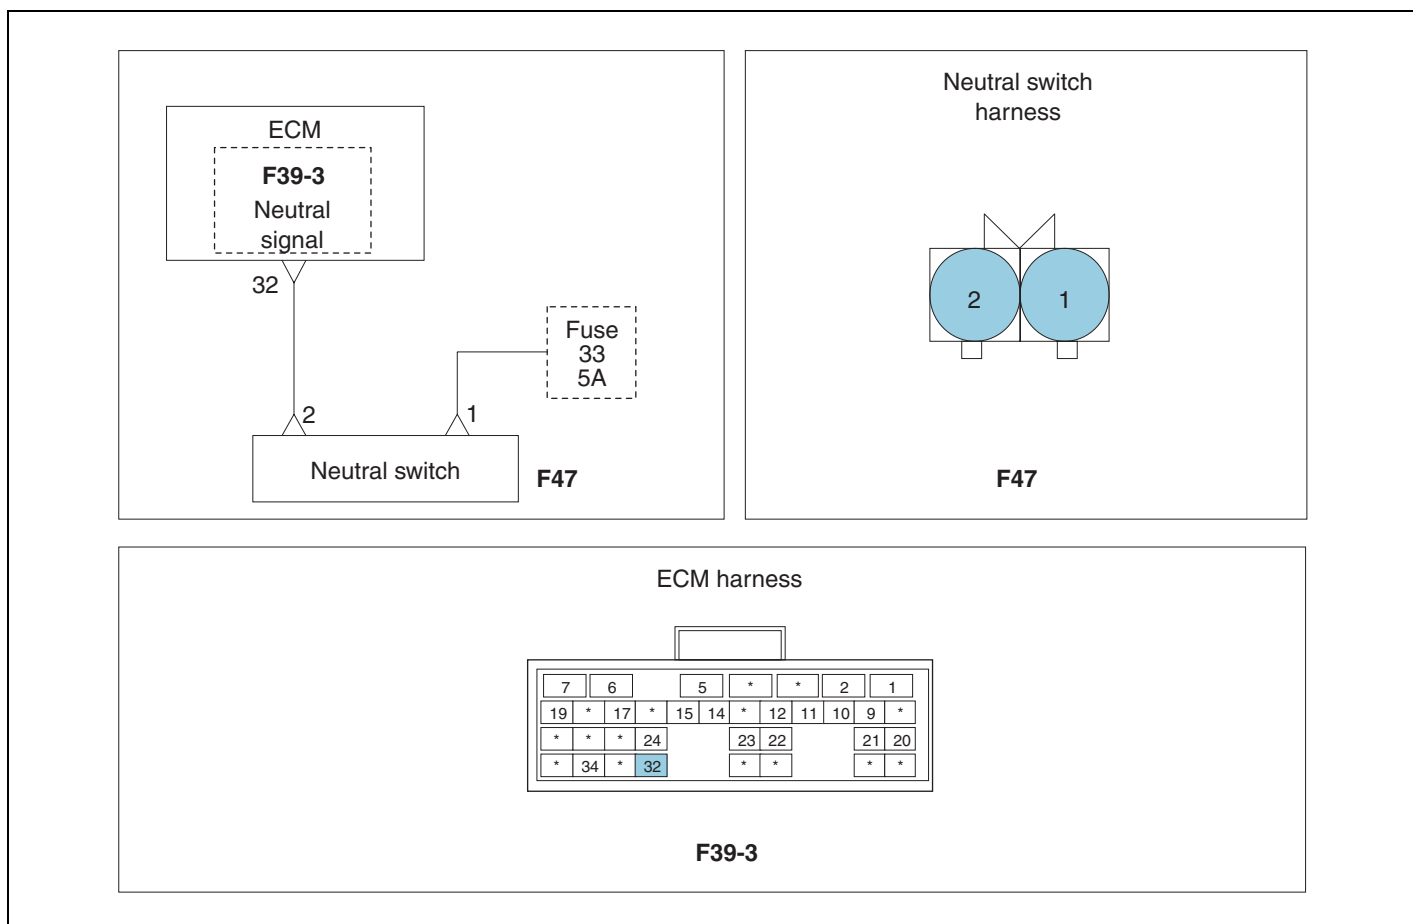 ECM
F39-3
Neutral
signal
32
Fuse
33
5A
2
1
Neutral switch
F47
Neutral switch
harness
2 1
F47
ECM harness
7 6 5 * * 2 1
19 * 17 * 15 14 * 12 11 10 9 *
* * * 24 23 22 21 20
* 34 * 32 * * * *
F39-3